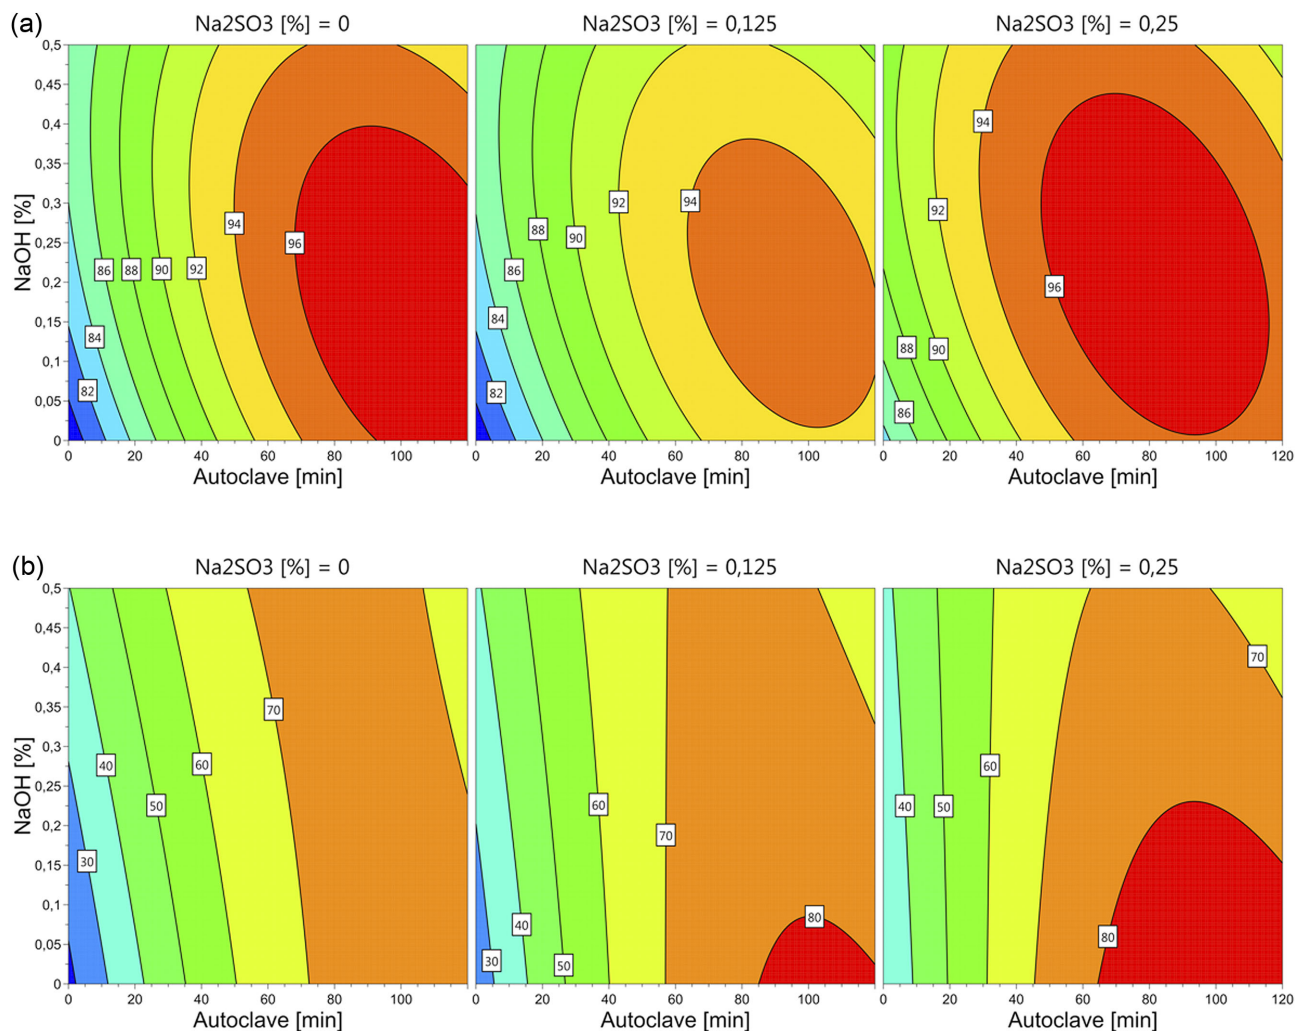 (a)
Na2SO3 [%] = 0
Na2SO3 [%] = 0,125
Na2SO3 [%] = 0,25
NaOH [%]
0,5
0,45
0,4
0,35
0,3
0,25
0,2
0,15
0,1
0,05
0
82
84
86
88
90
92
94
96
82
84
86
88
90
92
94
86
88
90
92
94
96
0 20 40 60 80 100
0 20 40 60 80 100
0 20 40 60 80 100 120
Autoclave [min]
Autoclave [min]
Autoclave [min]
(b)
Na2SO3 [%] = 0
Na2SO3 [%] = 0,125
Na2SO3 [%] = 0,25
NaOH [%]
0,5
0,45
0,4
0,35
0,3
0,25
0,2
0,15
0,1
0,05
0
30
40
50
60
70
30
40
50
60
70
80
40
50
60
70
80
0 20 40 60 80 100
0 20 40 60 80 100
0 20 40 60 80 100 120
Autoclave [min]
Autoclave [min]
Autoclave [min]